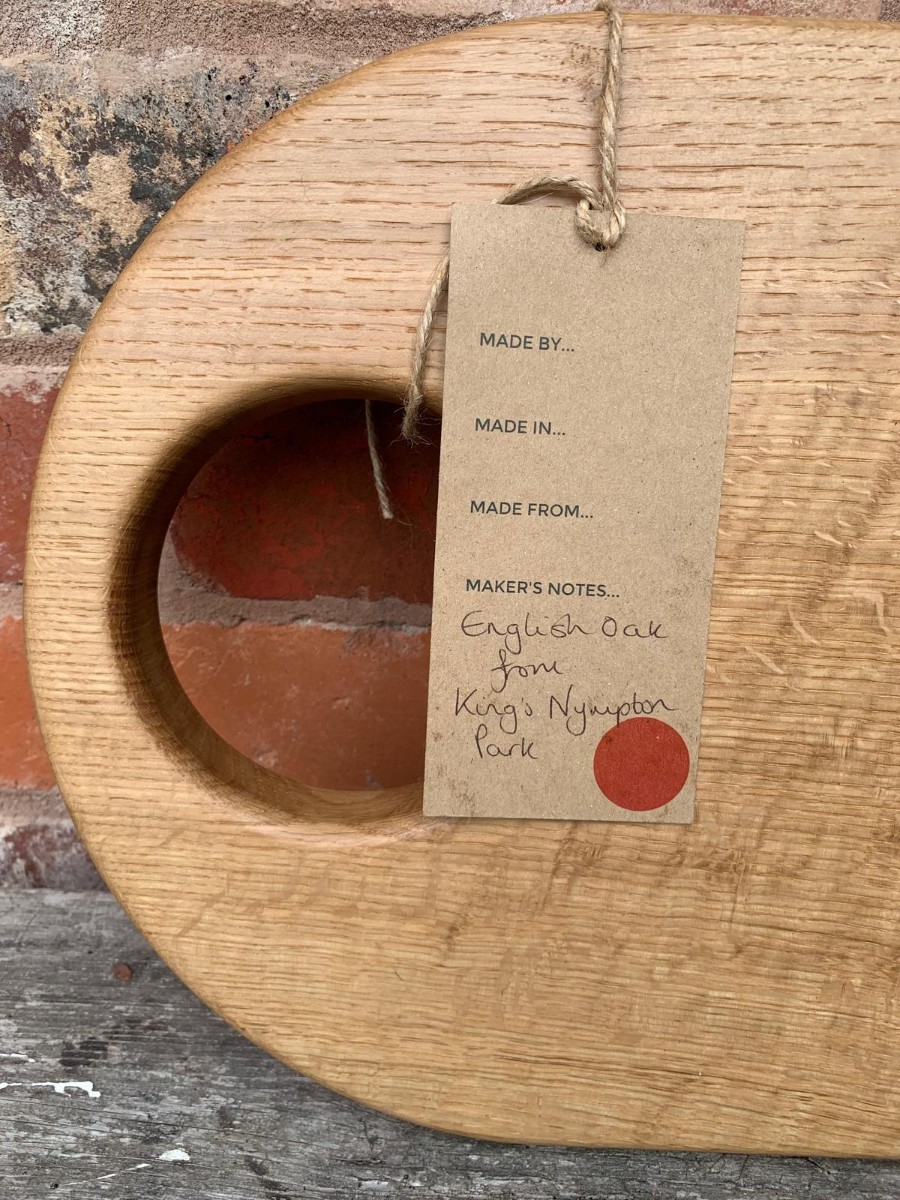 MADE BY...
MADE IN...
MADE FROM...
MAKER'S NOTES...
English Oak
from
King's Nympton
Park